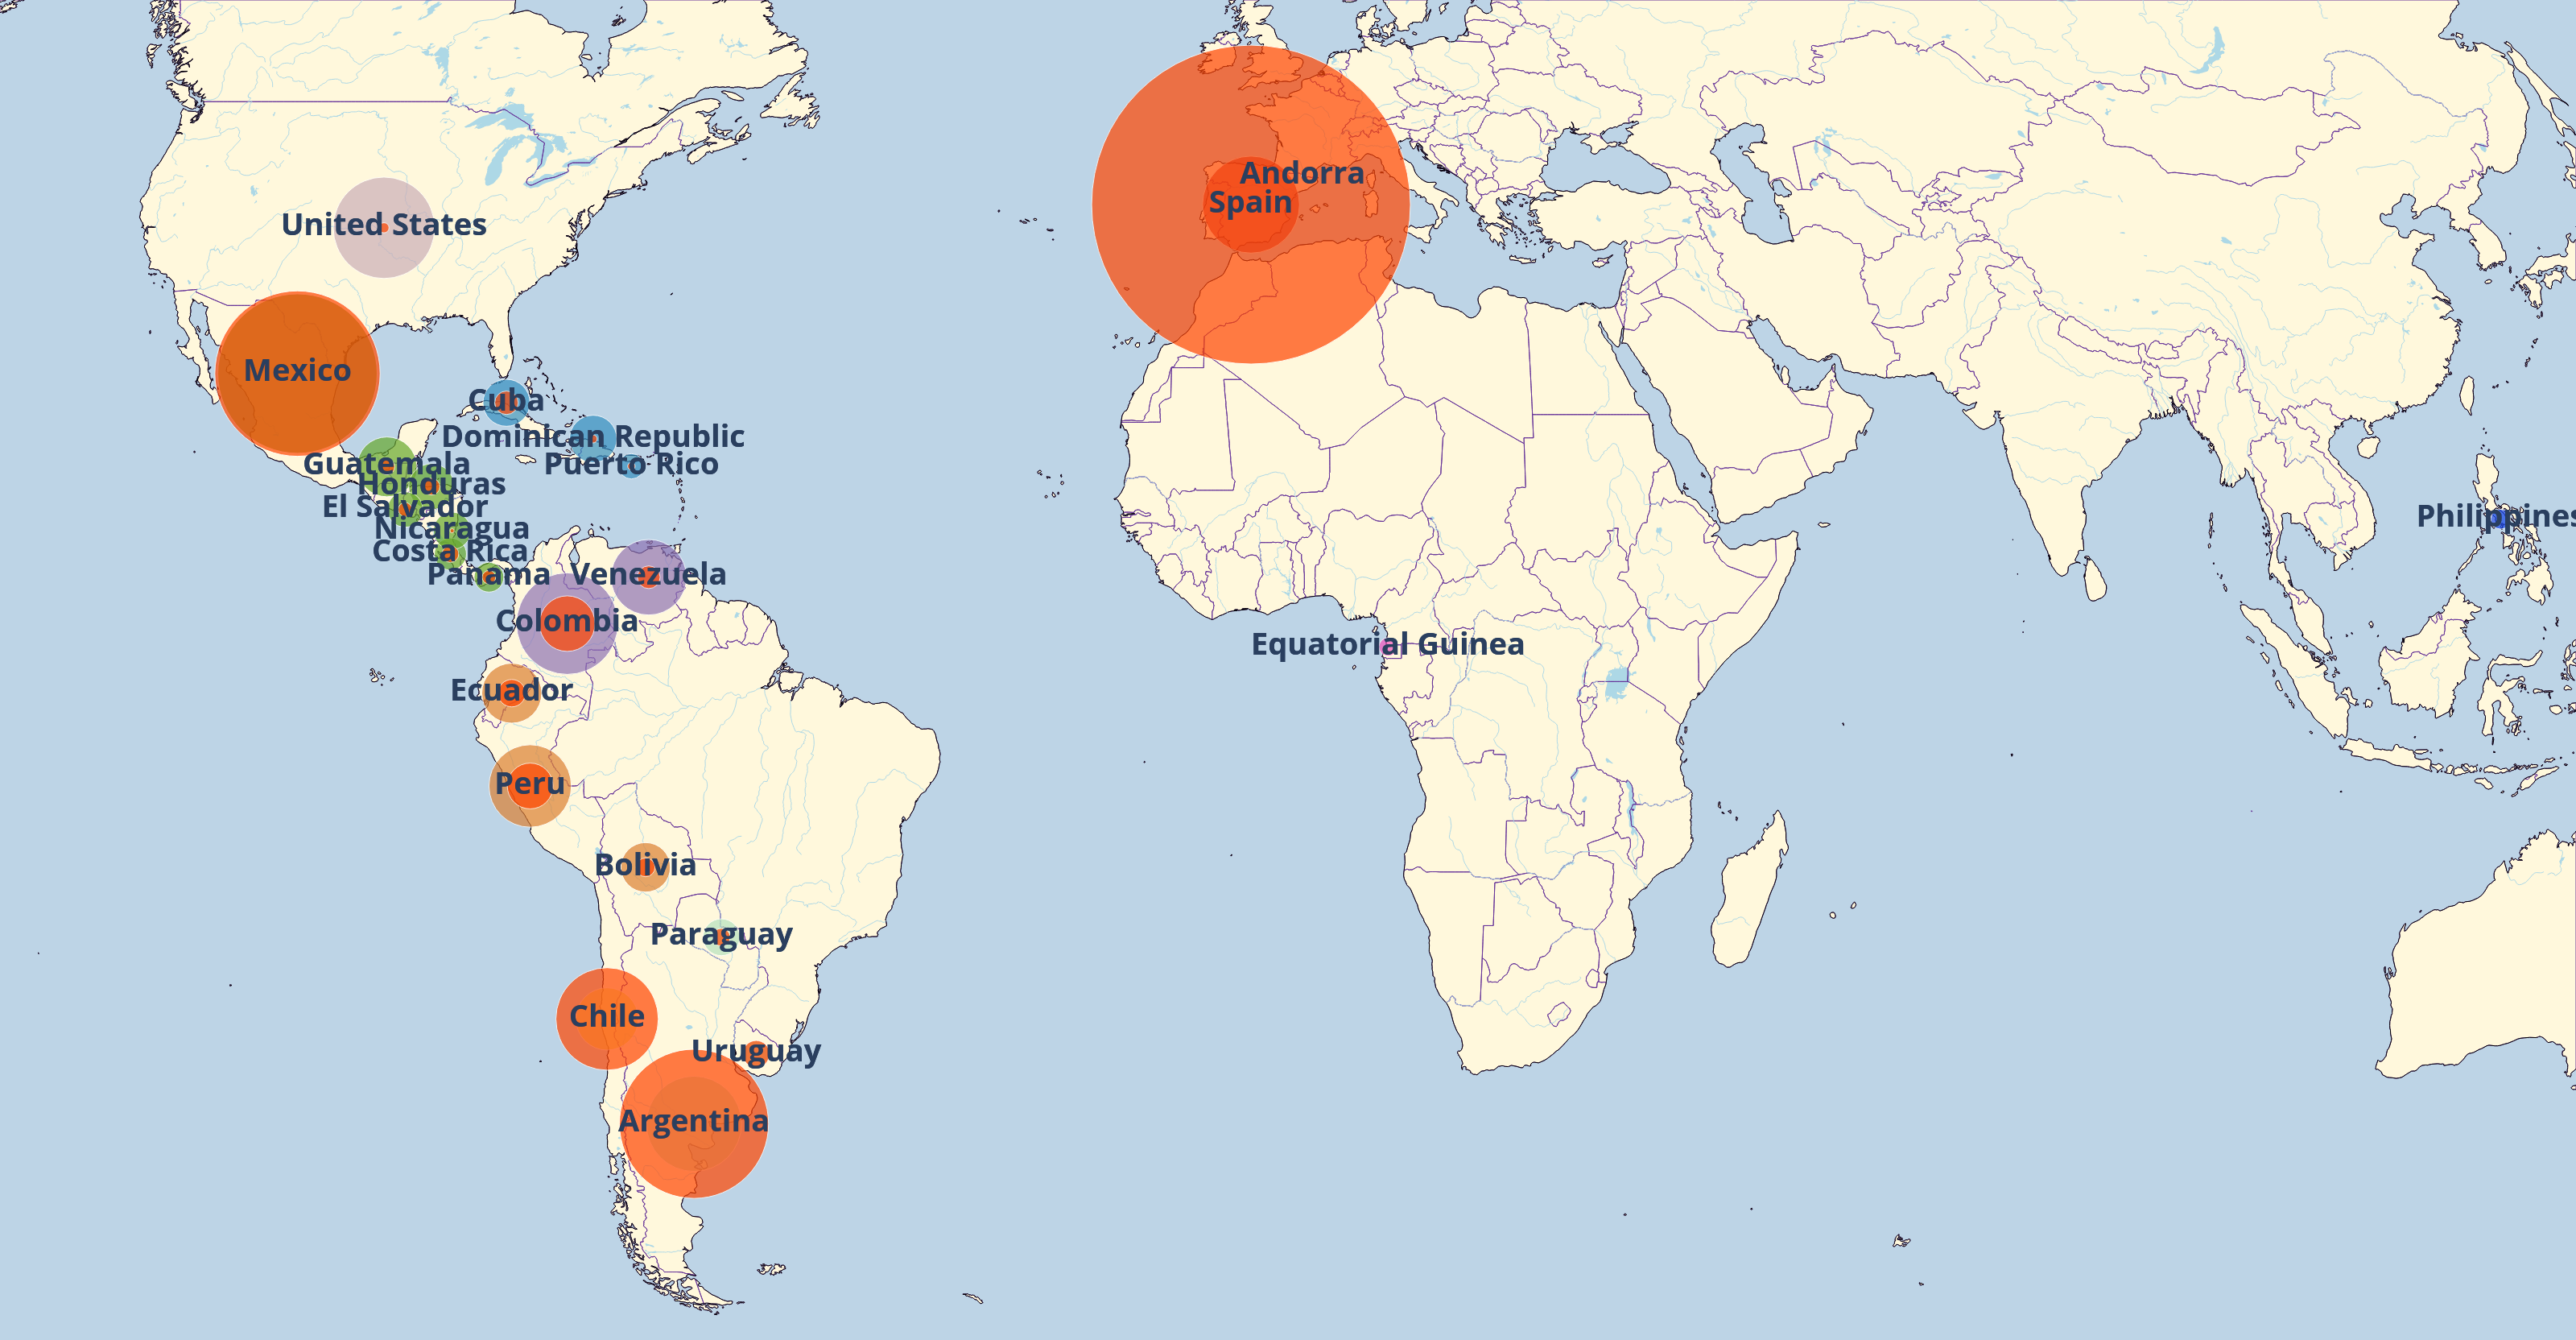 Andorra
Spain
United States
Mexico
Cuba
Dominican Republic
Guatemala
Puerto Rico
Honduras
El Salvador
Nicaragua
Costa Rica
Panama
Venezuela
Colombia
Ecuador
Peru
Bolivia
Paraguay
Chile
Uruguay
Argentina
Equatorial Guinea
Philippines